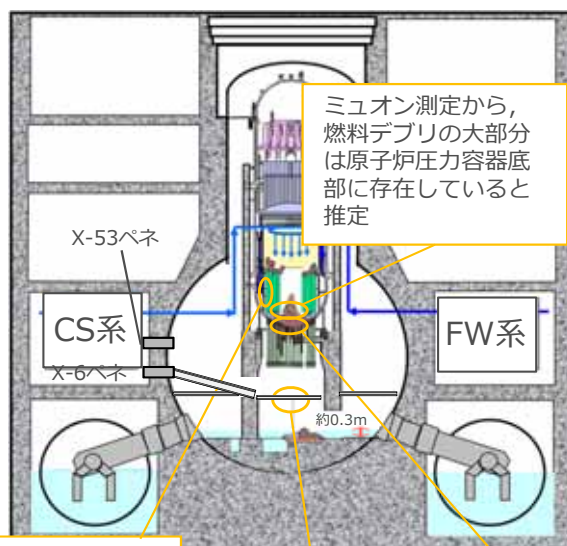 ミュオン測定から，
燃料デブリの大部分
は原子炉圧力容器底
部に存在していると
推定
X-53ペネ
CS系
FW系
X-6ペネ
約0.3m